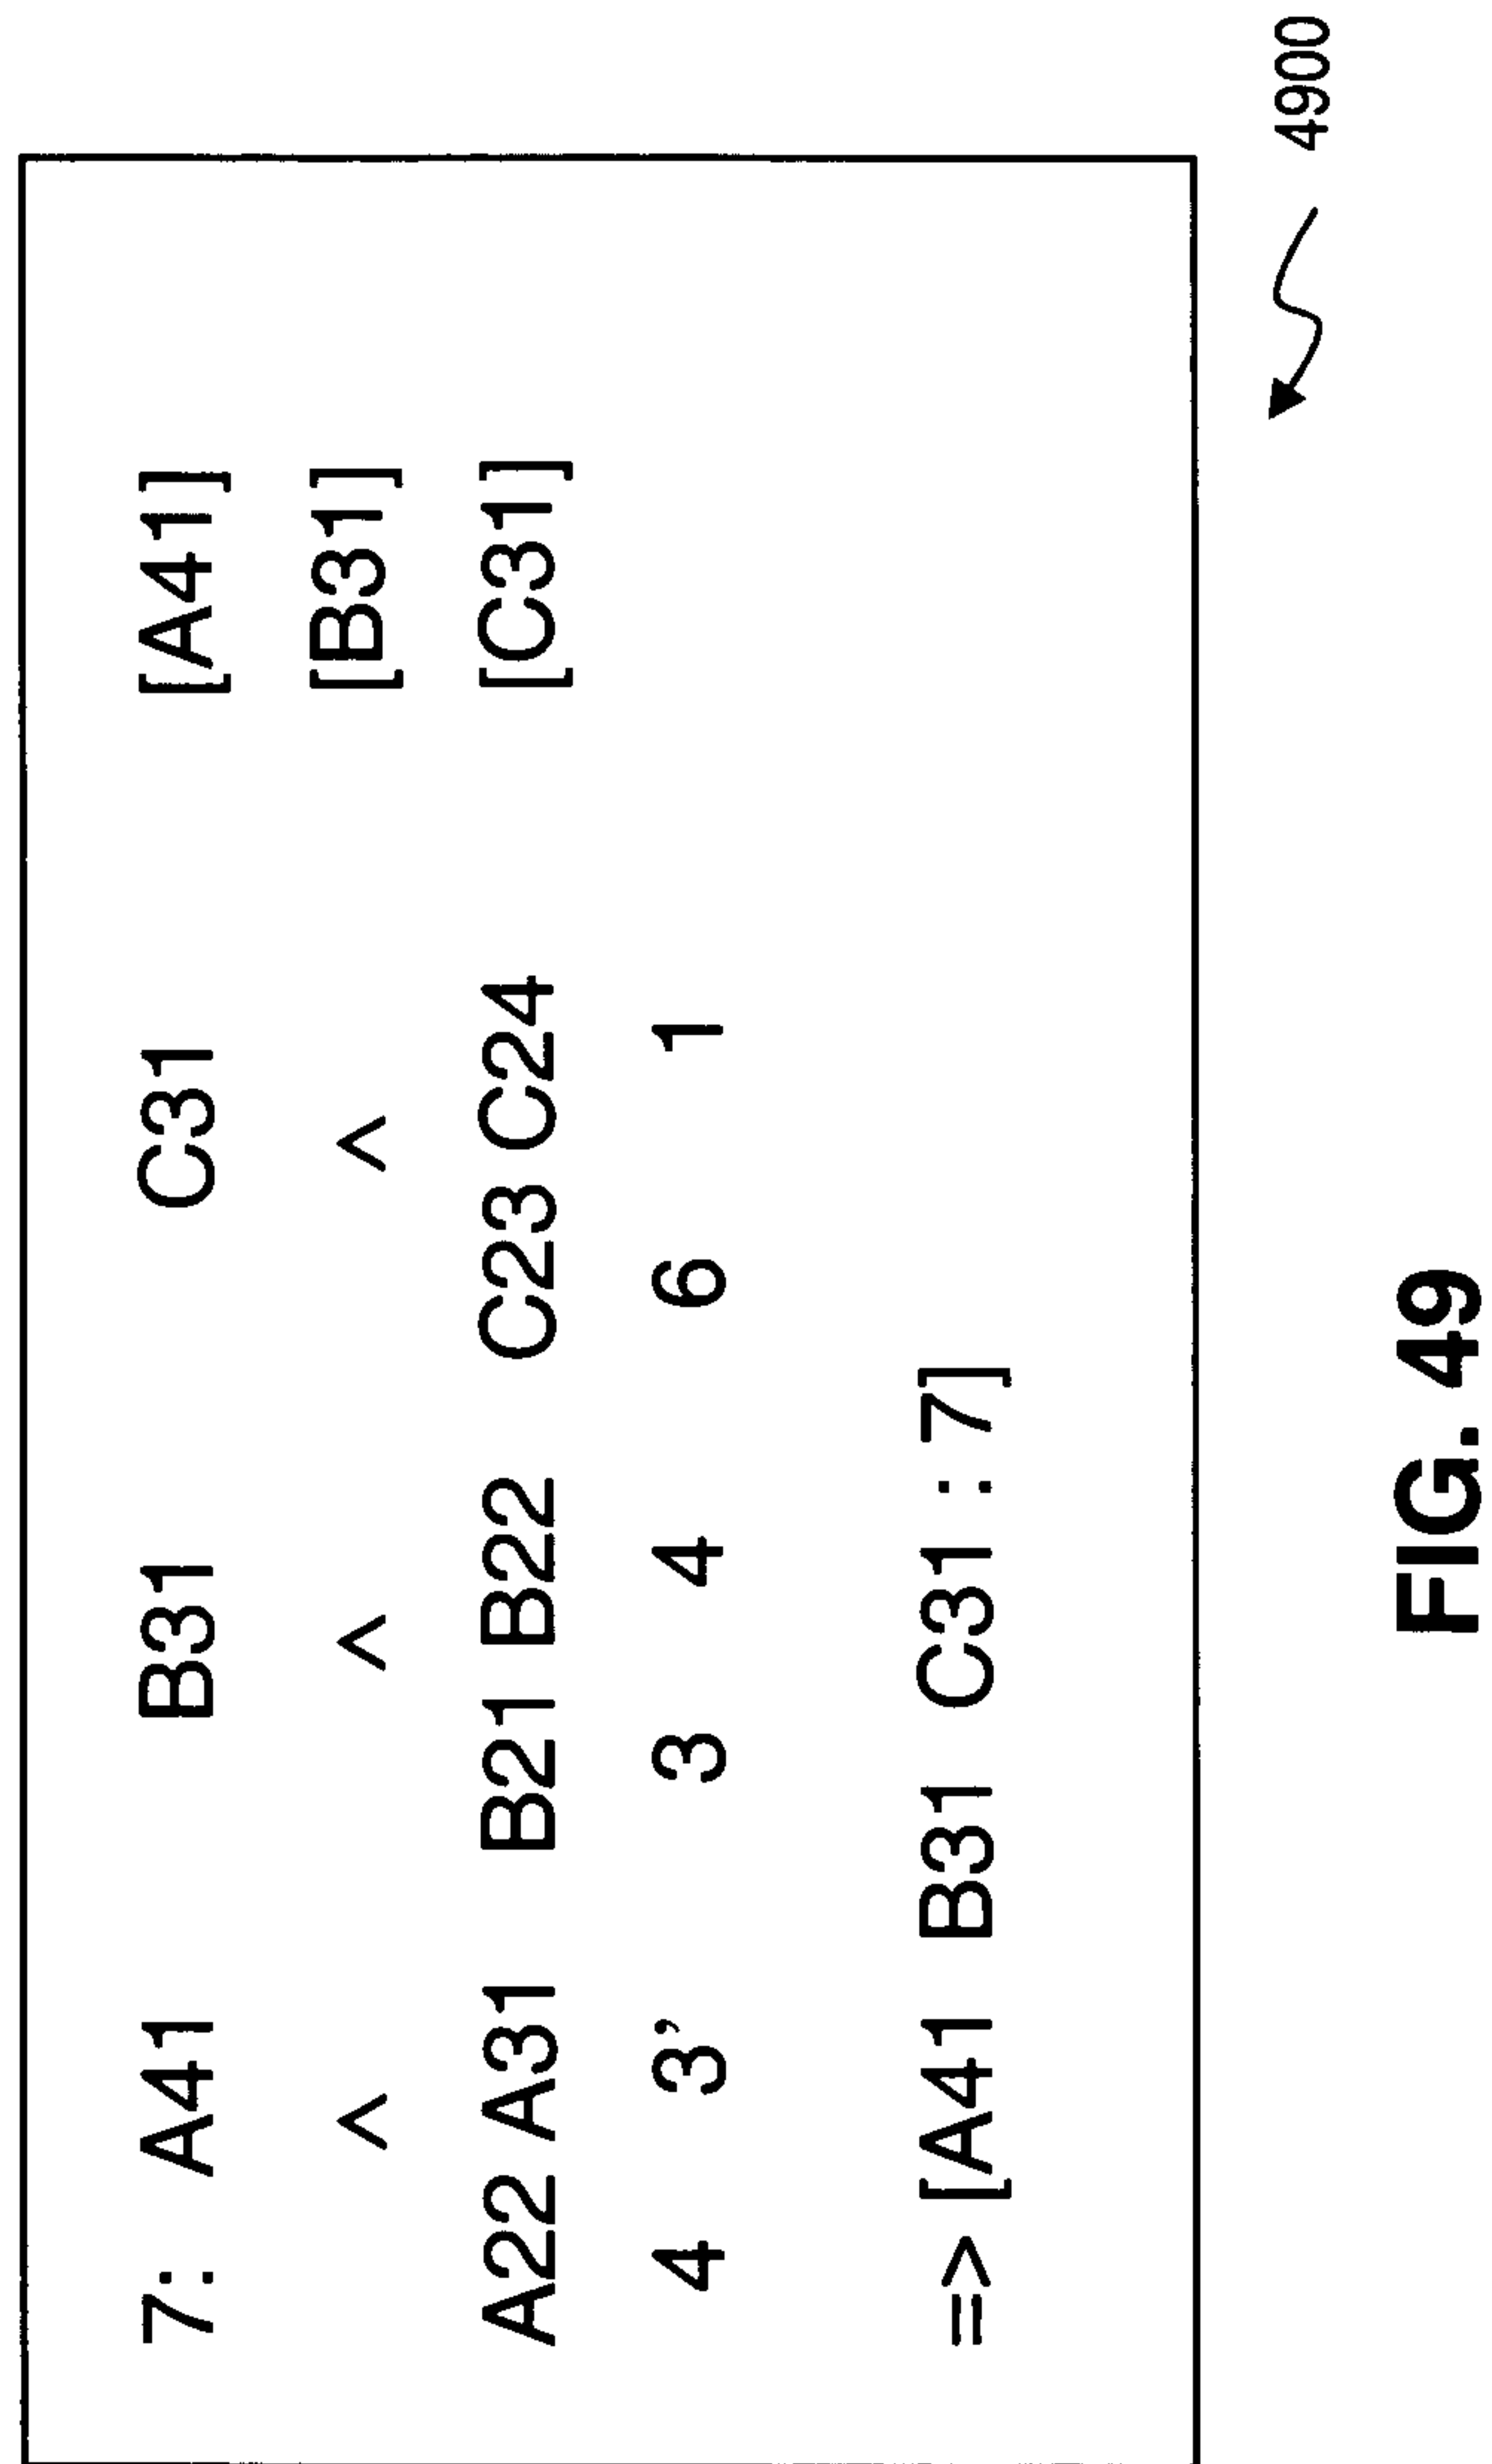 7: A41 B31 C31 [A41]
^ ^ ^ [B31]
A22 A31 B21 B22 C23 C24 [C31]
4 3’ 3 4 6 1
=> [A41 B31 C31 : 7]
4900
FIG. 49